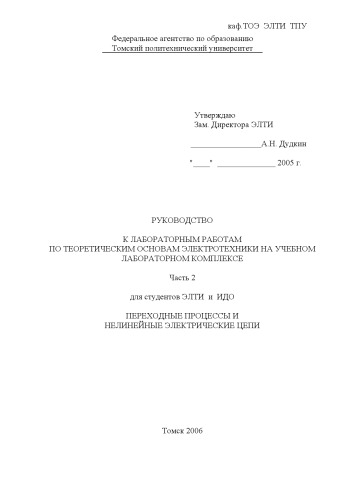 каф.ТОЭ ЭЛТИ ТПУ
Федеральное агентство по образованию
Томский политехнический университет
Утверждаю
Зам. Директора ЭЛТИ
__________________А.Н. Дудкин
"____" _______________ 2005 г.
РУКОВОДСТВО
К ЛАБОРАТОРНЫМ РАБОТАМ
ПО ТЕОРЕТИЧЕСКИМ ОСНОВАМ ЭЛЕКТРОТЕХНИКИ НА УЧЕБНОМ
ЛАБОРАТОРНОМ КОМПЛЕКСЕ
Часть 2
для студентов ЭЛТИ и ИДО
ПЕРЕХОДНЫЕ ПРОЦЕССЫ И
НЕЛИНЕЙНЫЕ ЭЛЕКТРИЧЕСКИЕ ЦЕПИ
Томск 2006